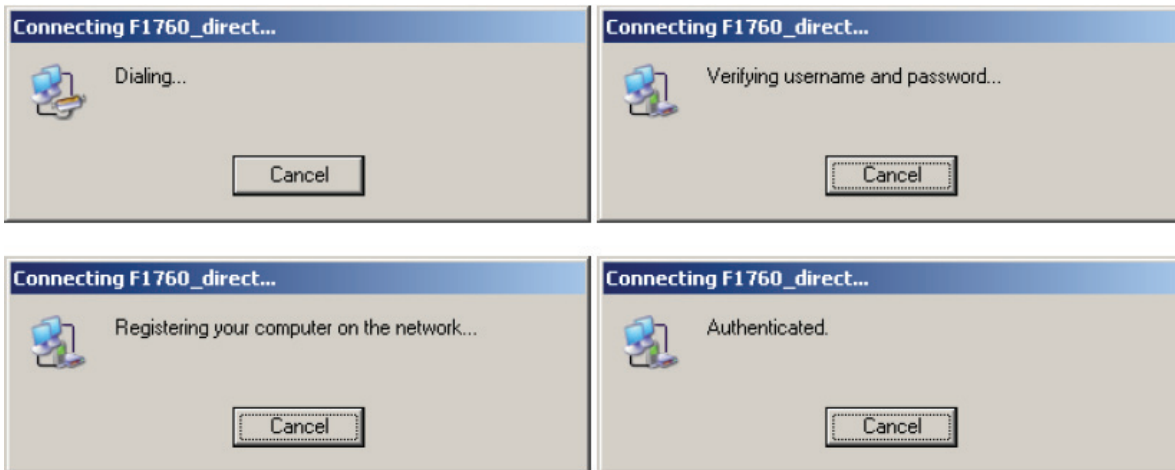 Connecting F1760_direct...
Dialing...
Cancel
Connecting F1760_direct...
Verifying username and password...
Cancel
Connecting F1760_direct...
Registering your computer on the network...
Cancel
Connecting F1760_direct...
Authenticated.
Cancel